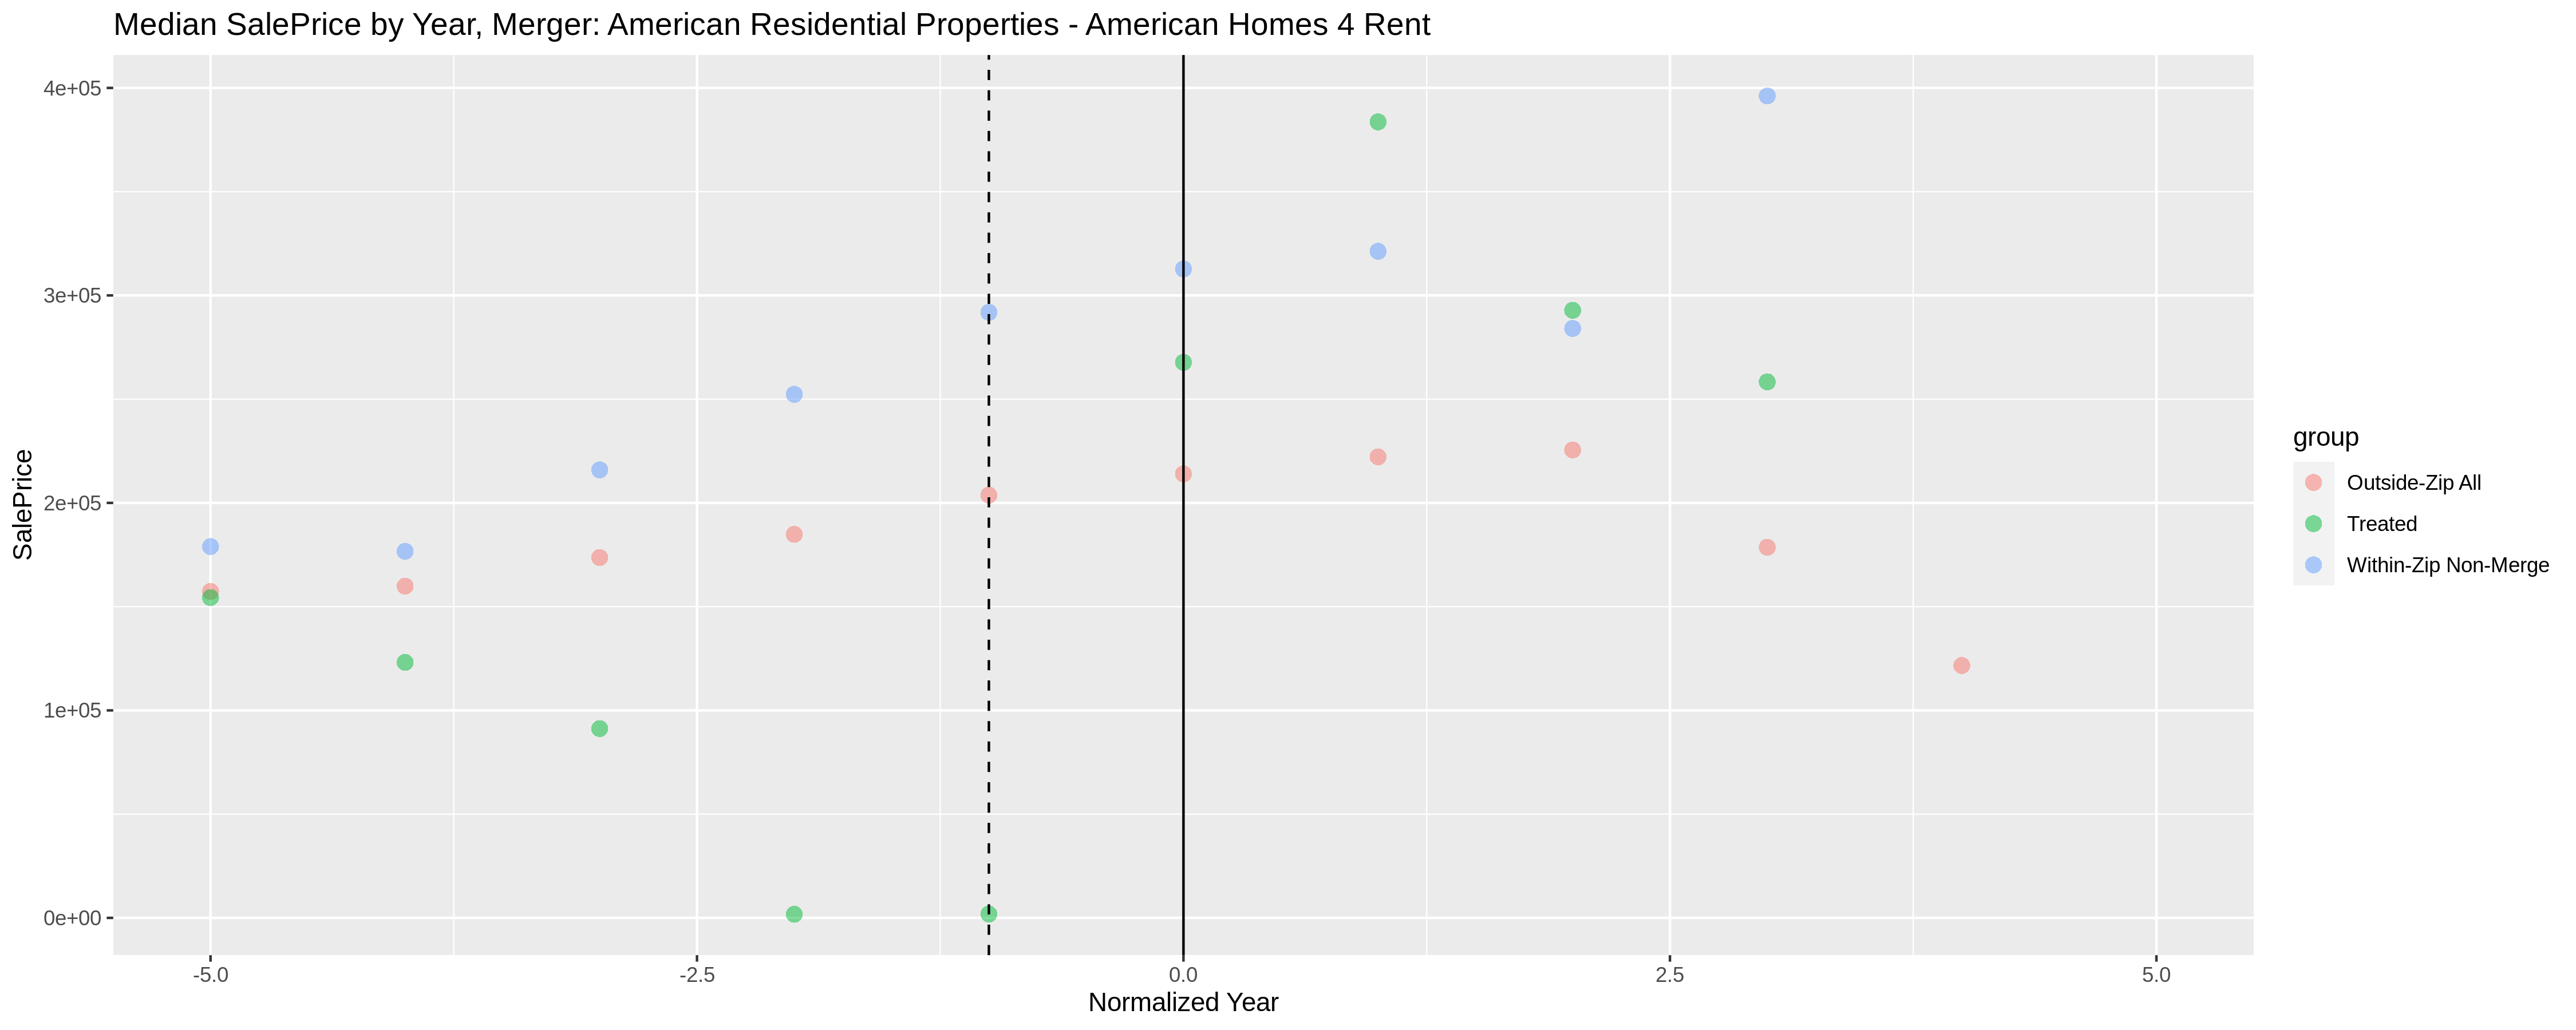 Median SalePrice by Year, Merger: American Residential Properties - American Homes 4 Rent
4e+05
3e+05
2e+05
1e+05
0e+00
SalePrice
-5.0
-2.5
0.0
2.5
5.0
Normalized Year
group
Outside-Zip All
Treated
Within-Zip Non-Merge